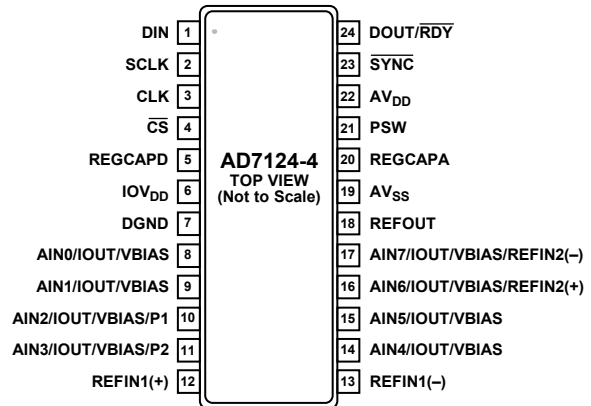 DIN 1
SCLK 2
CLK 3
C̅S̅ 4
REGCAPD 5
IOVDD 6
DGND 7
AIN0/IOUT/VBIAS 8
AIN1/IOUT/VBIAS 9
AIN2/IOUT/VBIAS/P1 10
AIN3/IOUT/VBIAS/P2 11
REFIN1(+) 12
AD7124-4
TOP VIEW
(Not to Scale)
24 DOUT/R̅D̅Y̅
23 S̅Y̅N̅C̅
22 AVDD
21 PSW
20 REGCAPA
19 AVSS
18 REFOUT
17 AIN7/IOUT/VBIAS/REFIN2(–)
16 AIN6/IOUT/VBIAS/REFIN2(+)
15 AIN5/IOUT/VBIAS
14 AIN4/IOUT/VBIAS
13 REFIN1(–)